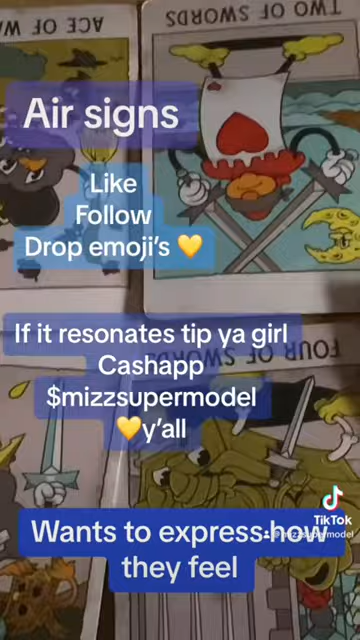 ACE OF W
TWO OF SWORDS
Air signs
Like
Follow
Drop emoji's 💛
If it resonates tip ya girl
Cashapp
$mizzsupermodel
💛y'all
FOUR OF SWORDS
TikTok
@mizzsupermodel
Wants to express how
they feel